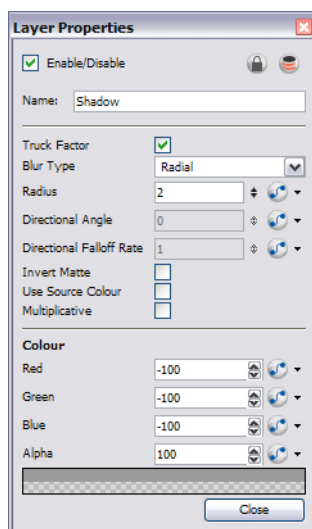 Layer Properties
Enable/Disable
Name: Shadow
Truck Factor
Blur Type Radial
Radius 2
Directional Angle 0
Directional Falloff Rate 1
Invert Matte
Use Source Colour
Multiplicative
Colour
Red -100
Green -100
Blue -100
Alpha 100
Close